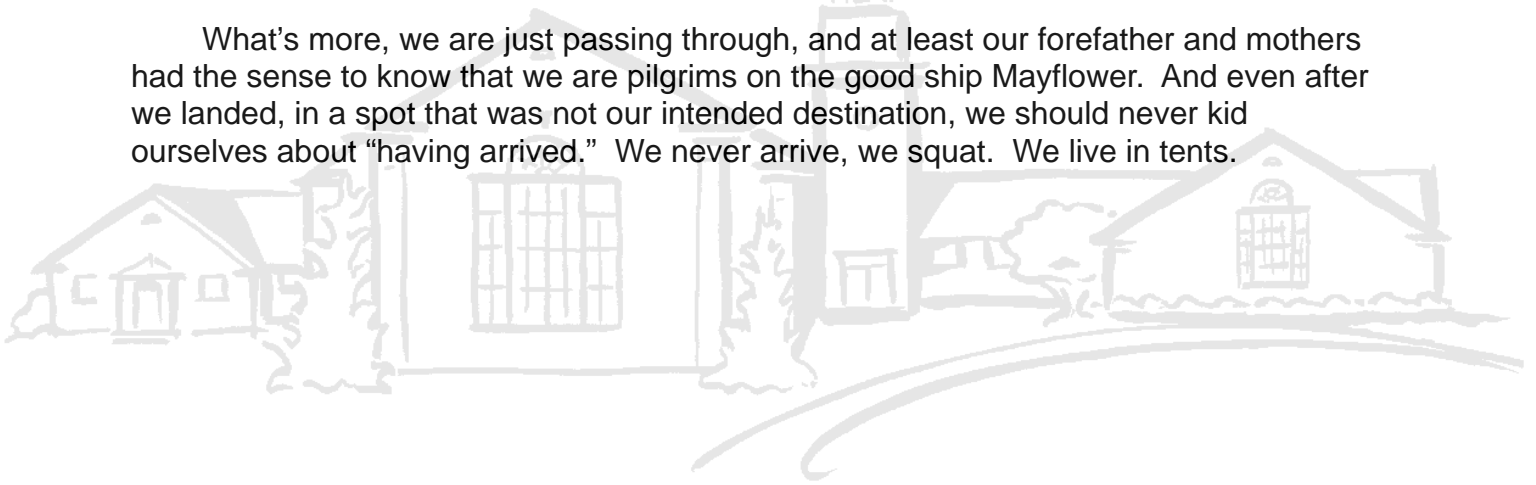 What’s more, we are just passing through, and at least our forefather and mothers
had the sense to know that we are pilgrims on the good ship Mayflower.  And even after
we landed, in a spot that was not our intended destination, we should never kid
ourselves about “having arrived.”  We never arrive, we squat.  We live in tents.